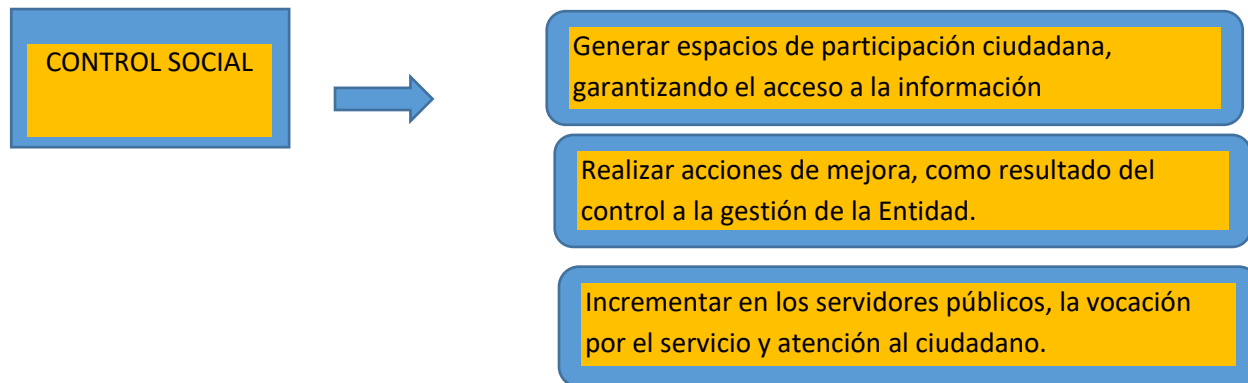 CONTROL SOCIAL
Generar espacios de participación ciudadana,
garantizando el acceso a la información
Realizar acciones de mejora, como resultado del
control a la gestión de la Entidad.
Incrementar en los servidores públicos, la vocación
por el servicio y atención al ciudadano.